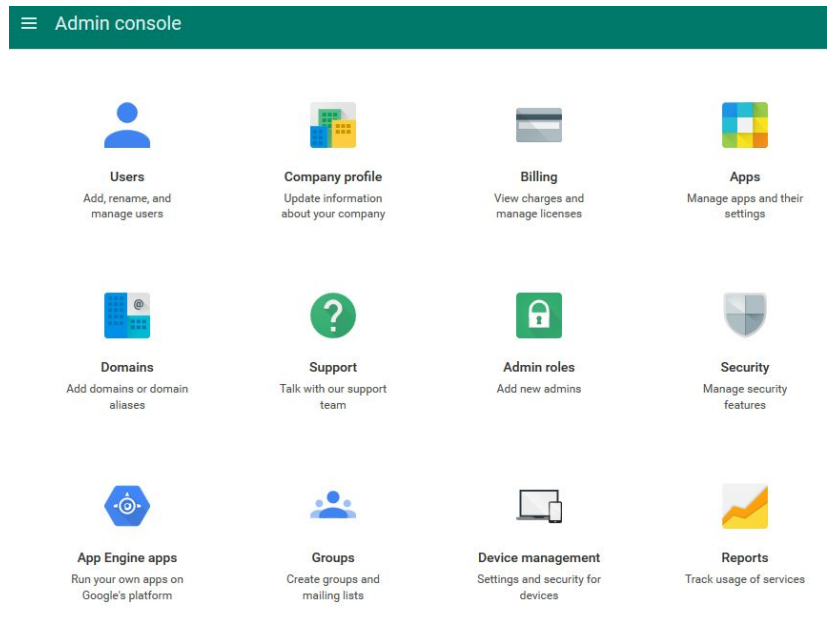 Admin console
Users
Add, rename, and
manage users
Company profile
Update information
about your company
Billing
View charges and
manage licenses
Apps
Manage apps and their
settings
@
Domains
Add domains or domain
aliases
?
Support
Talk with our support
team
Admin roles
Add new admins
Security
Manage security
features
App Engine apps
Run your own apps on
Google's platform
Groups
Create groups and
mailing lists
Device management
Settings and security for
devices
Reports
Track usage of services